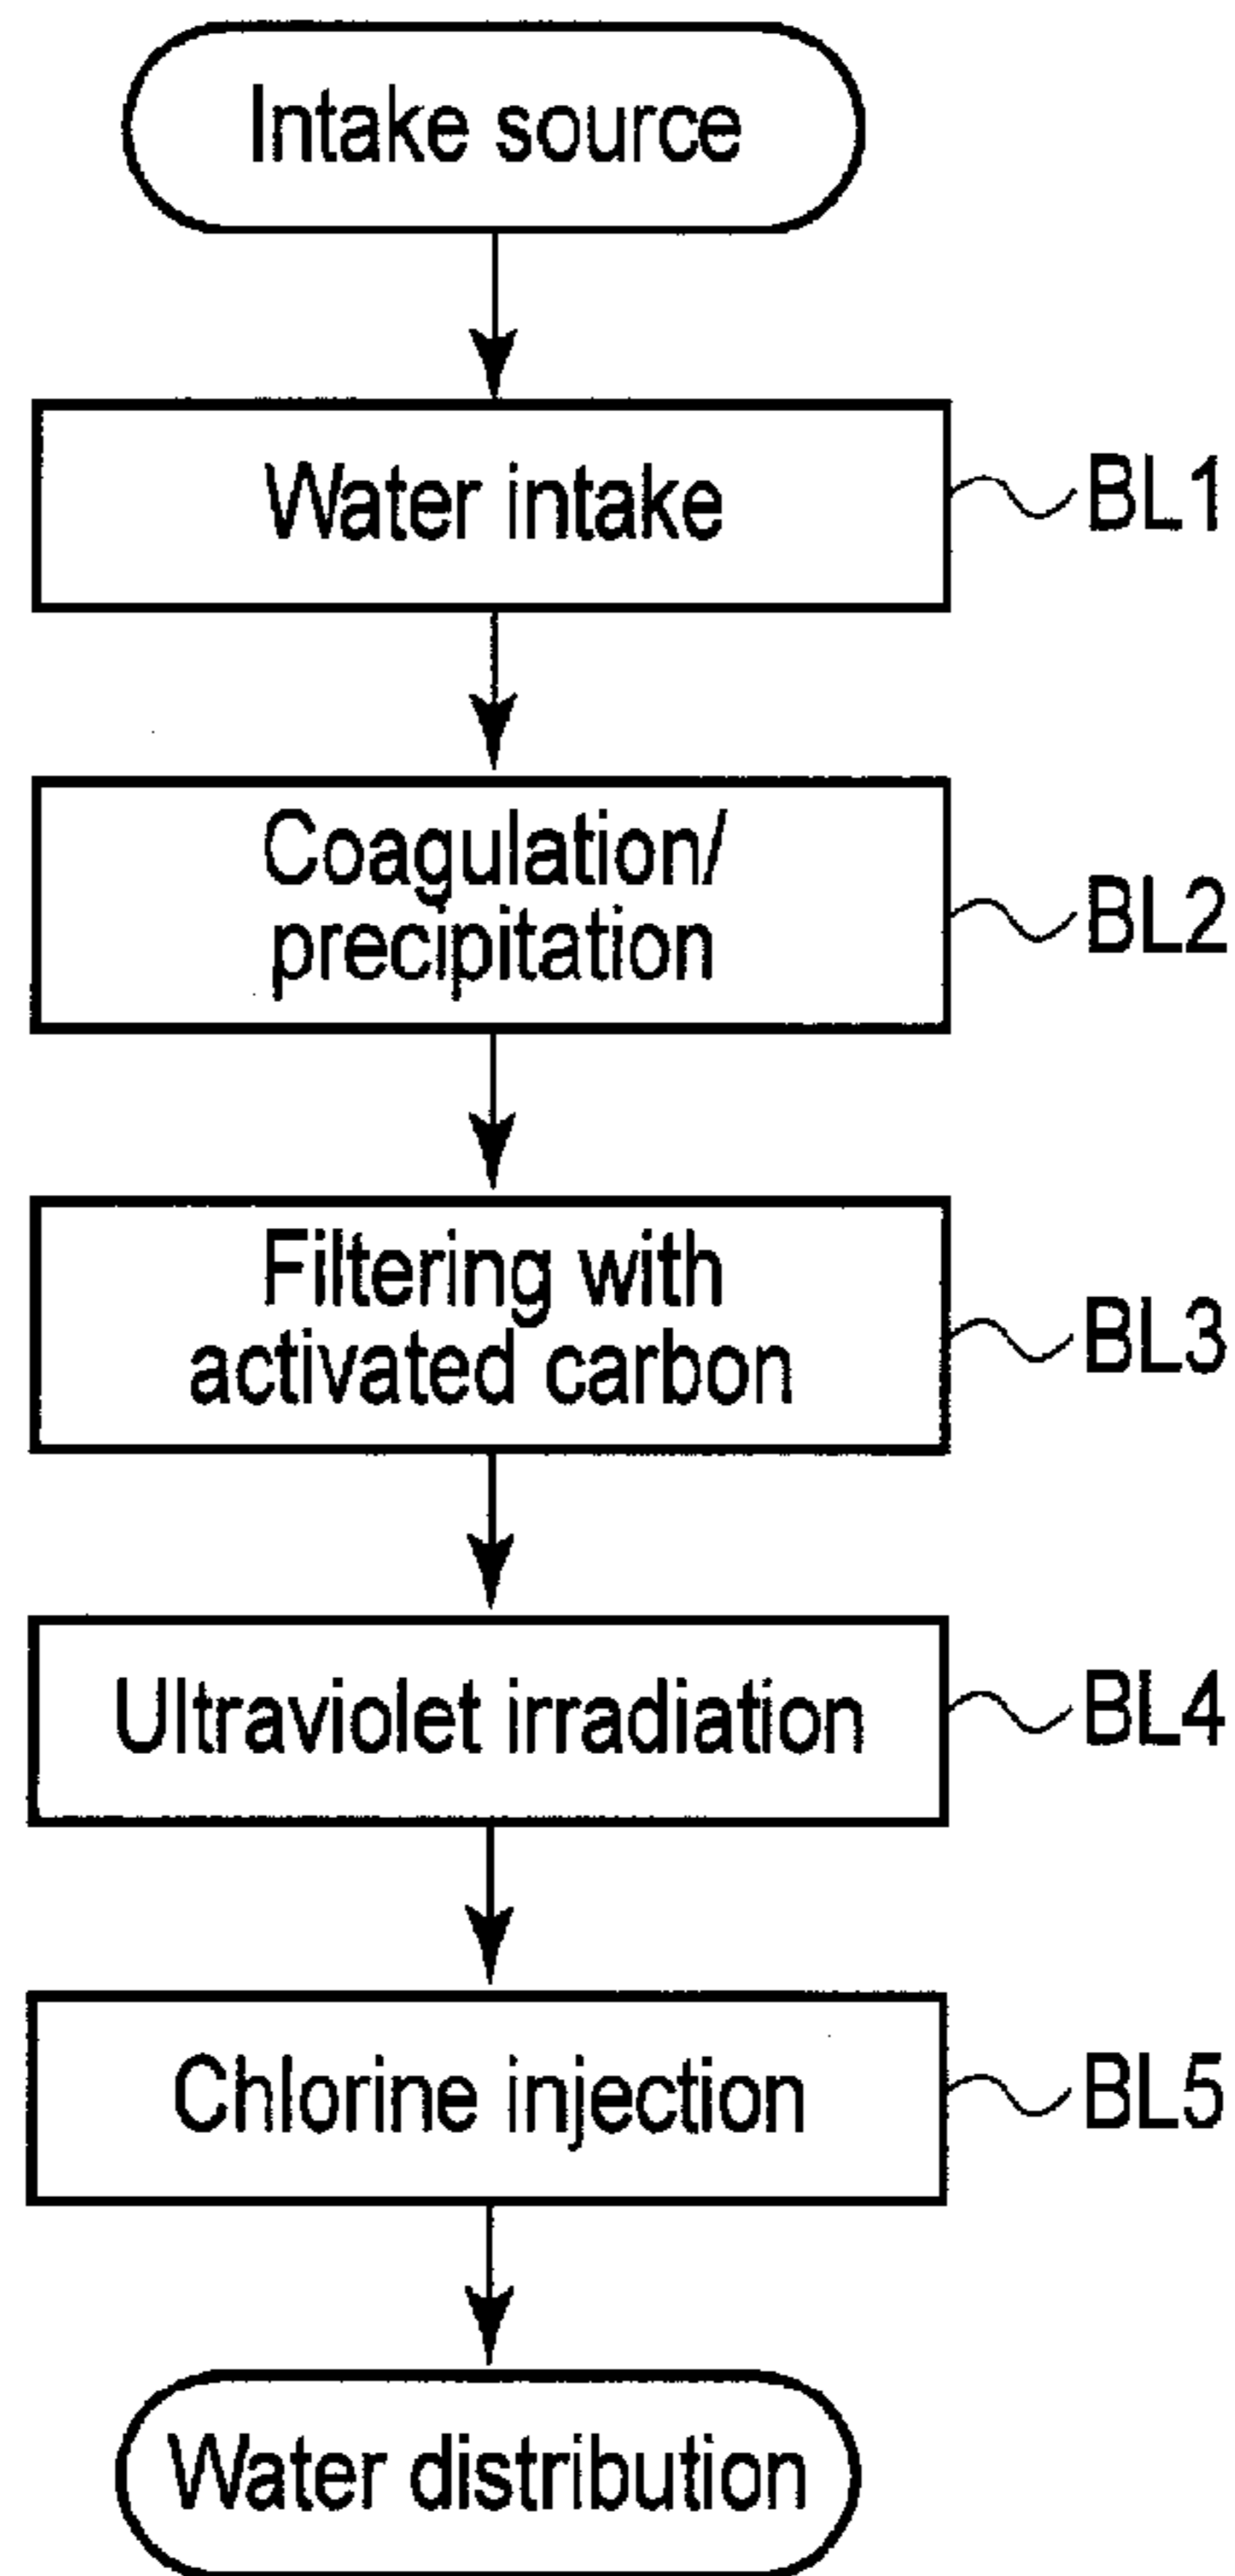 Intake source
Water intake
BL1
Coagulation/
precipitation
BL2
Filtering with
activated carbon
BL3
Ultraviolet irradiation
BL4
Chlorine injection
BL5
Water distribution